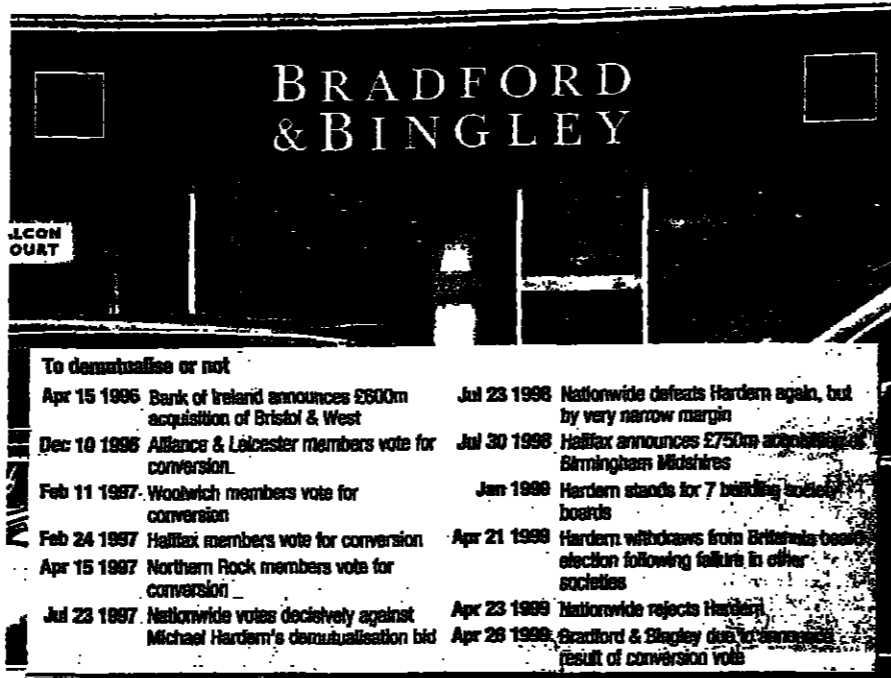 BRADFORD
& BINGLEY
ALCON
OURT
To demutualise or not
Apr 15 1996 Bank of Ireland announces £600m
acquisition of Bristol & West
Dec 10 1996 Alliance & Leicester members vote for
conversion
Feb 11 1997 Woolwich members vote for
conversion
Feb 24 1997 Halifax members vote for conversion
Apr 15 1997 Northern Rock members vote for
conversion
Jul 23 1997 Nationwide votes decisively against
Michael Hardern's demutualisation bid
Jul 23 1998 Nationwide defeats Hardern again, but
by very narrow margin
Jul 30 1998 Halifax announces £750m acquisition of
Birmingham Midshires
Jan 1999 Hardern stands for 7 building society
boards
Apr 21 1999 Hardern withdraws from Britannia board
election following failure in other
societies
Apr 23 1999 Nationwide rejects Hardern
Apr 26 1999 Bradford & Bingley due to announce
result of conversion vote